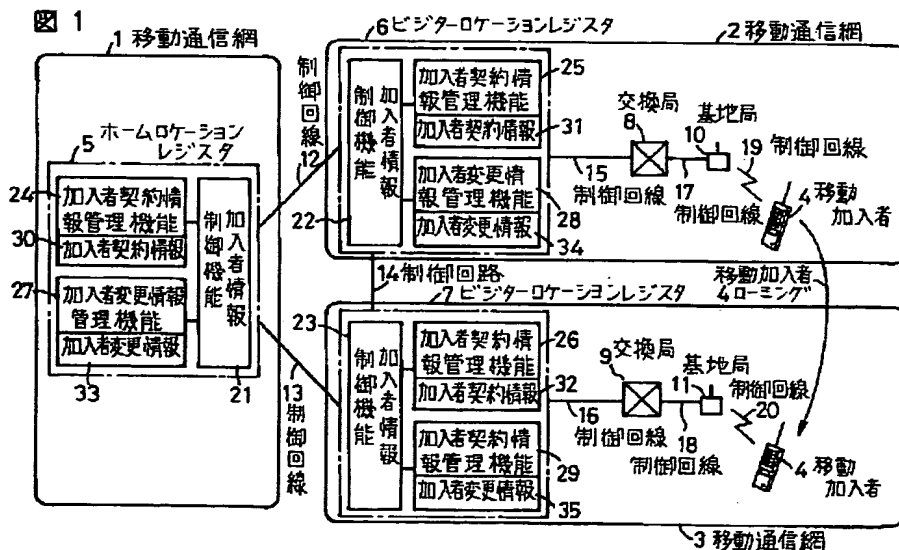 図1
1 移動通信網
5
ホームロケーション
レジスタ
24
加入者契約情
報管理機能
30
加入者契約情報
27
加入者変更情報
管理機能
加入者変更情報
33
加入者情報
制御機能
21
制御回線
12
13
制御回線
6 ビジターロケーションレジスタ
2 移動通信網
加入者情報
制御機能
22
加入者契約情
報管理機能
25
加入者契約情報
31
加入者変更情
報管理機能
28
加入者変更情報
34
15
制御回線
交換局
8
17
制御回線
基地局
10
19
制御回線
4 移動
加入者
移動加入者
4 ローミング
14 制御回路
7 ビジターロケーションレジスタ
23
加入者情報
制御機能
加入者契約情
報管理機能
26
加入者契約情報
32
加入者契約情
報管理機能
29
加入者変更情報
35
16
制御回線
交換局
9
18
制御回線
基地局
11
制御回線
20
4 移動
加入者
3 移動通信網